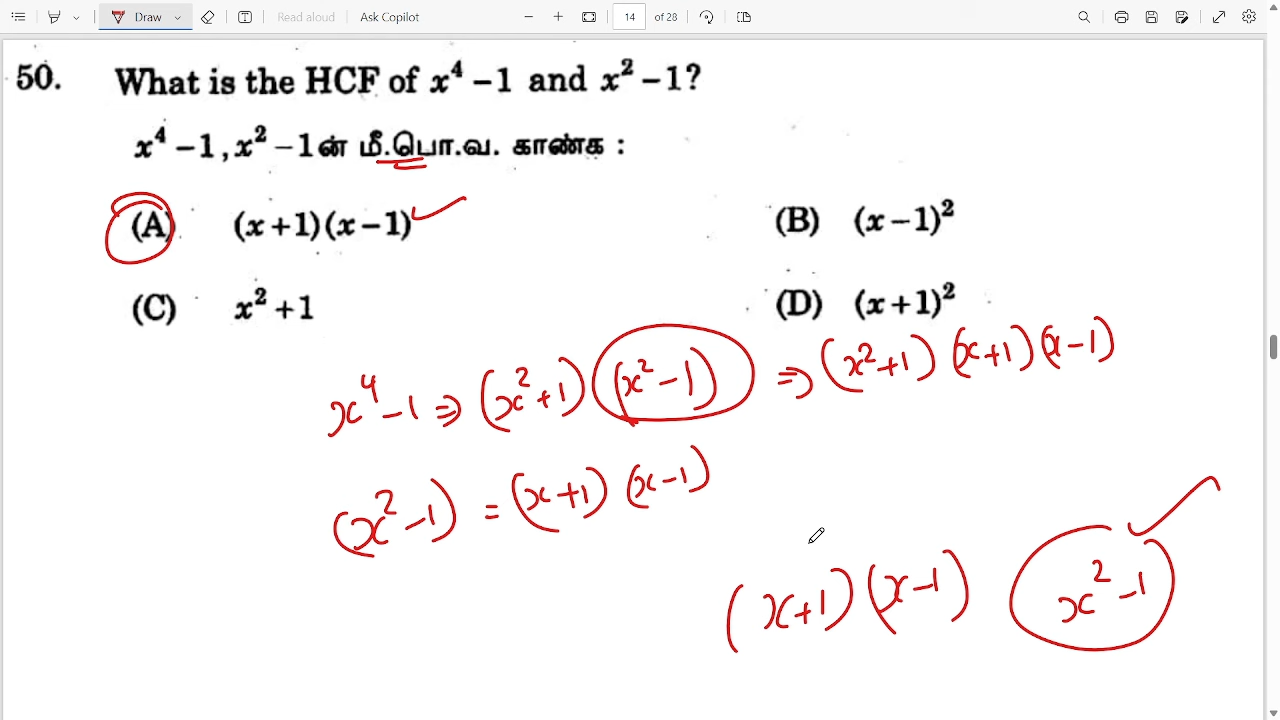 Draw Read aloud Ask Copilot 14 of 28
50. What is the HCF of x⁴ – 1 and x² – 1?
x⁴ – 1, x² – 1ன் மீ.பொ.வ. காண்க :
(A) (x+1)(x–1) (B) (x–1)²
(C) x² + 1 (D) (x+1)²
x⁴ – 1 ⇒ (x²+1) (x² – 1) ⇒ (x²+1) (x+1) (x–1)
(x² – 1) = (x+1) (x–1)
(x+1) (x–1) x² – 1